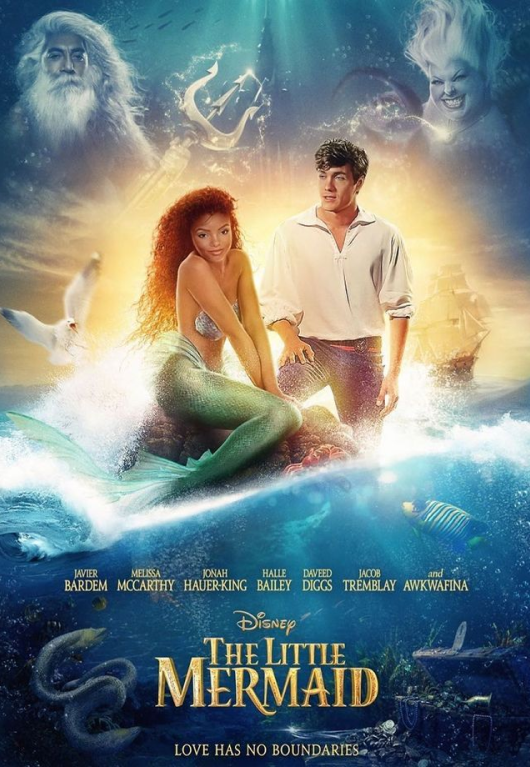 JAVIER BARDEM MELISSA McCARTHY JONAH HAUER-KING HALLE BAILEY DAVEED DIGGS JACOB TREMBLAY and AWKWAFINA
Disney
THE LITTLE
MERMAID
LOVE HAS NO BOUNDARIES